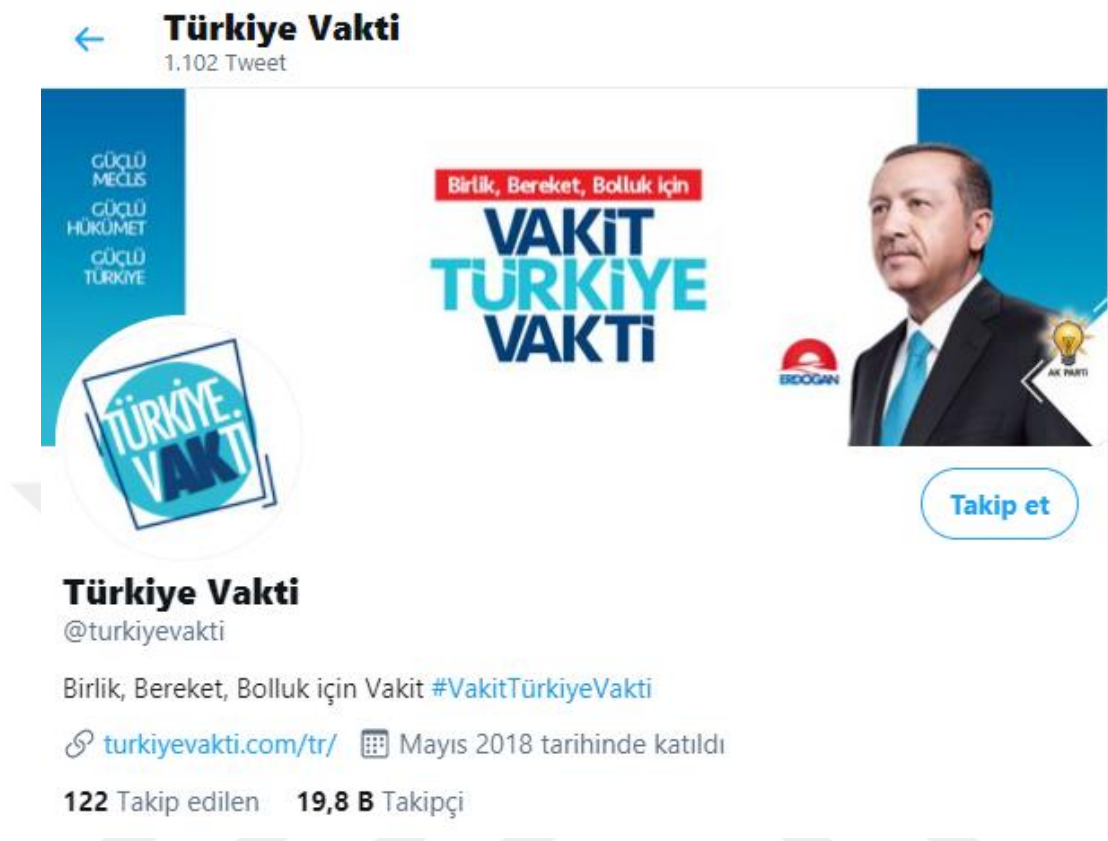 Türkiye Vakti
1.102 Tweet
GÜÇLÜ
MECLİS
GÜÇLÜ
HÜKÜMET
GÜÇLÜ
TÜRKİYE
Birlik, Bereket, Bolluk için
VAKİT
TÜRKİYE
VAKTİ
ERDOĞAN
AK PARTİ
TÜRKİYE
VAKTİ
Takip et
Türkiye Vakti
@turkiyevakti
Birlik, Bereket, Bolluk için Vakit #VakitTürkiyeVakti
turkiyevakti.com/tr/ Mayıs 2018 tarihinde katıldı
122 Takip edilen 19,8 B Takipçi